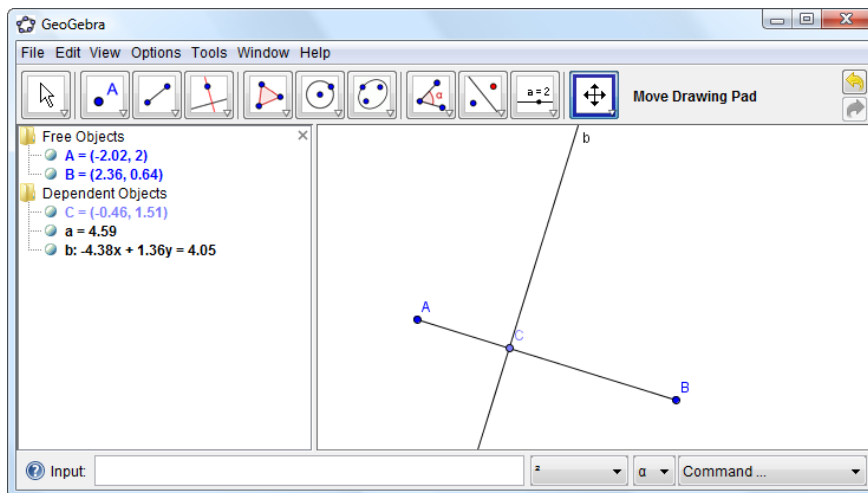 GeoGebra
File Edit View Options Tools Window Help
A
α
a = 2
Move Drawing Pad
Free Objects
A = (-2.02, 2)
B = (2.36, 0.64)
Dependent Objects
C = (-0.46, 1.51)
a = 4.59
b: -4.38x + 1.36y = 4.05
b
A
C
B
Input:
²
α
Command ...